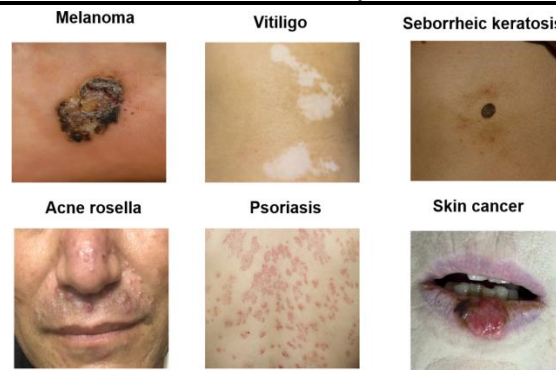 Melanoma
Vitiligo
Seborrheic keratosis
Acne rosella
Psoriasis
Skin cancer